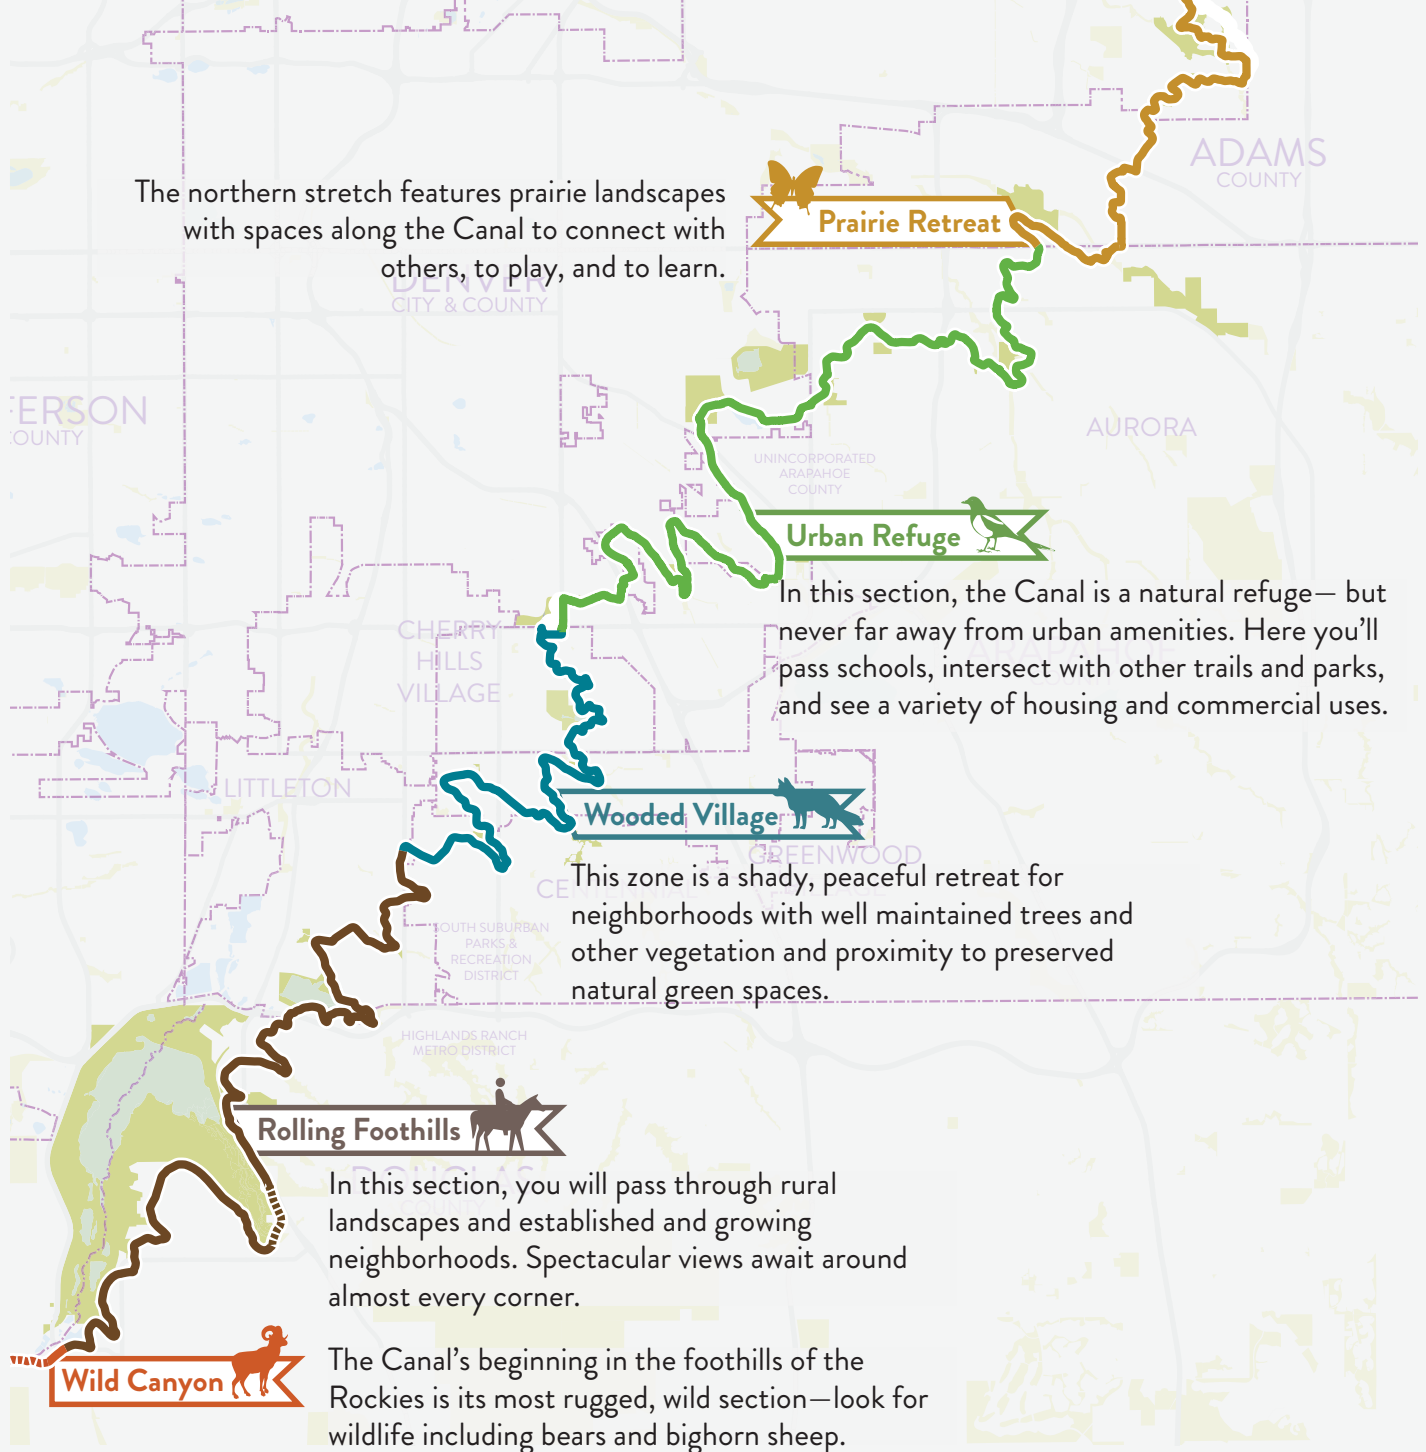 ADAMS
COUNTY
The northern stretch features prairie landscapes
with spaces along the Canal to connect with
others, to play, and to learn.
Prairie Retreat
DENVER
CITY & COUNTY
FERSON
OUNTY
AURORA
UNINCORPORATED
ARAPAHOE
COUNTY
Urban Refuge
In this section, the Canal is a natural refuge— but
never far away from urban amenities. Here you’ll
pass schools, intersect with other trails and parks,
and see a variety of housing and commercial uses.
ARAPAHOE
CHERRY
HILLS
VILLAGE
LITTLETON
Wooded Village
GREENWOOD
VILLAGE
CENTENNIAL
This zone is a shady, peaceful retreat for
neighborhoods with well maintained trees and
other vegetation and proximity to preserved
natural green spaces.
SOUTH SUBURBAN
PARKS &
RECREATION
DISTRICT
HIGHLANDS RANCH
METRO DISTRICT
Rolling Foothills
DOUGLAS
COUNTY
In this section, you will pass through rural
landscapes and established and growing
neighborhoods. Spectacular views await around
almost every corner.
Wild Canyon
The Canal’s beginning in the foothills of the
Rockies is its most rugged, wild section—look for
wildlife including bears and bighorn sheep.